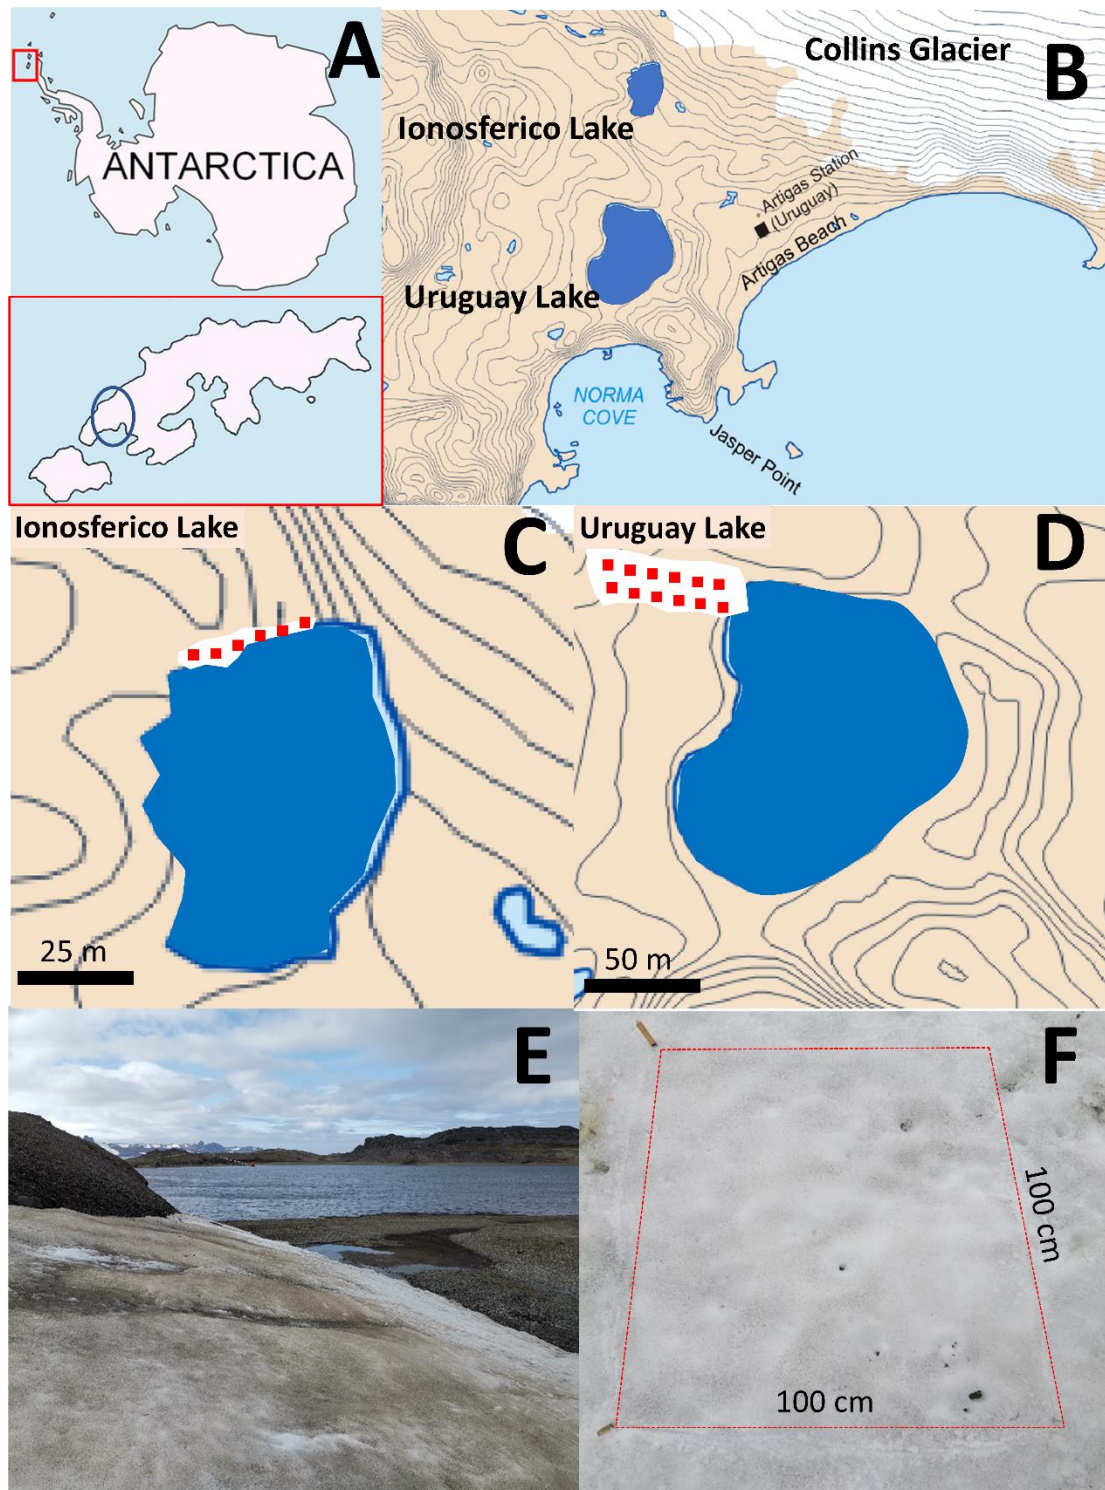 A
ANTARCTICA
B
Collins Glacier
Ionosferico Lake
Artigas Station
(Uruguay)
Artigas Beach
Uruguay Lake
NORMA
COVE
Jasper Point
Ionosferico Lake
C
25 m
Uruguay Lake
D
50 m
E
F
100 cm
100 cm